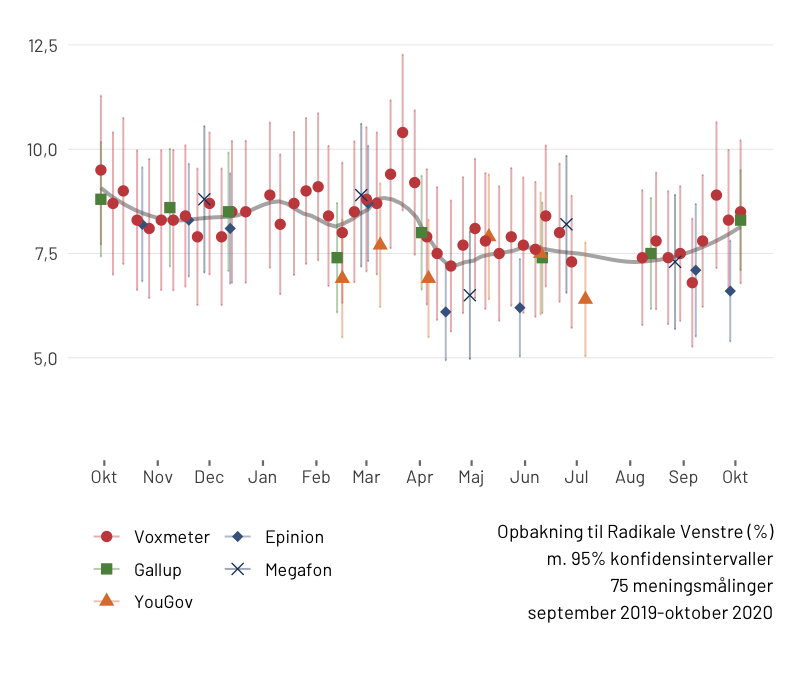 12,5
10,0
7,5
5,0
Okt Nov Dec Jan Feb Mar Apr Maj Jun Jul Aug Sep Okt
Voxmeter Epinion
Gallup Megafon
YouGov
Opbakning til Radikale Venstre (%)
m. 95% konfidensintervaller
75 meningsmålinger
september 2019-oktober 2020